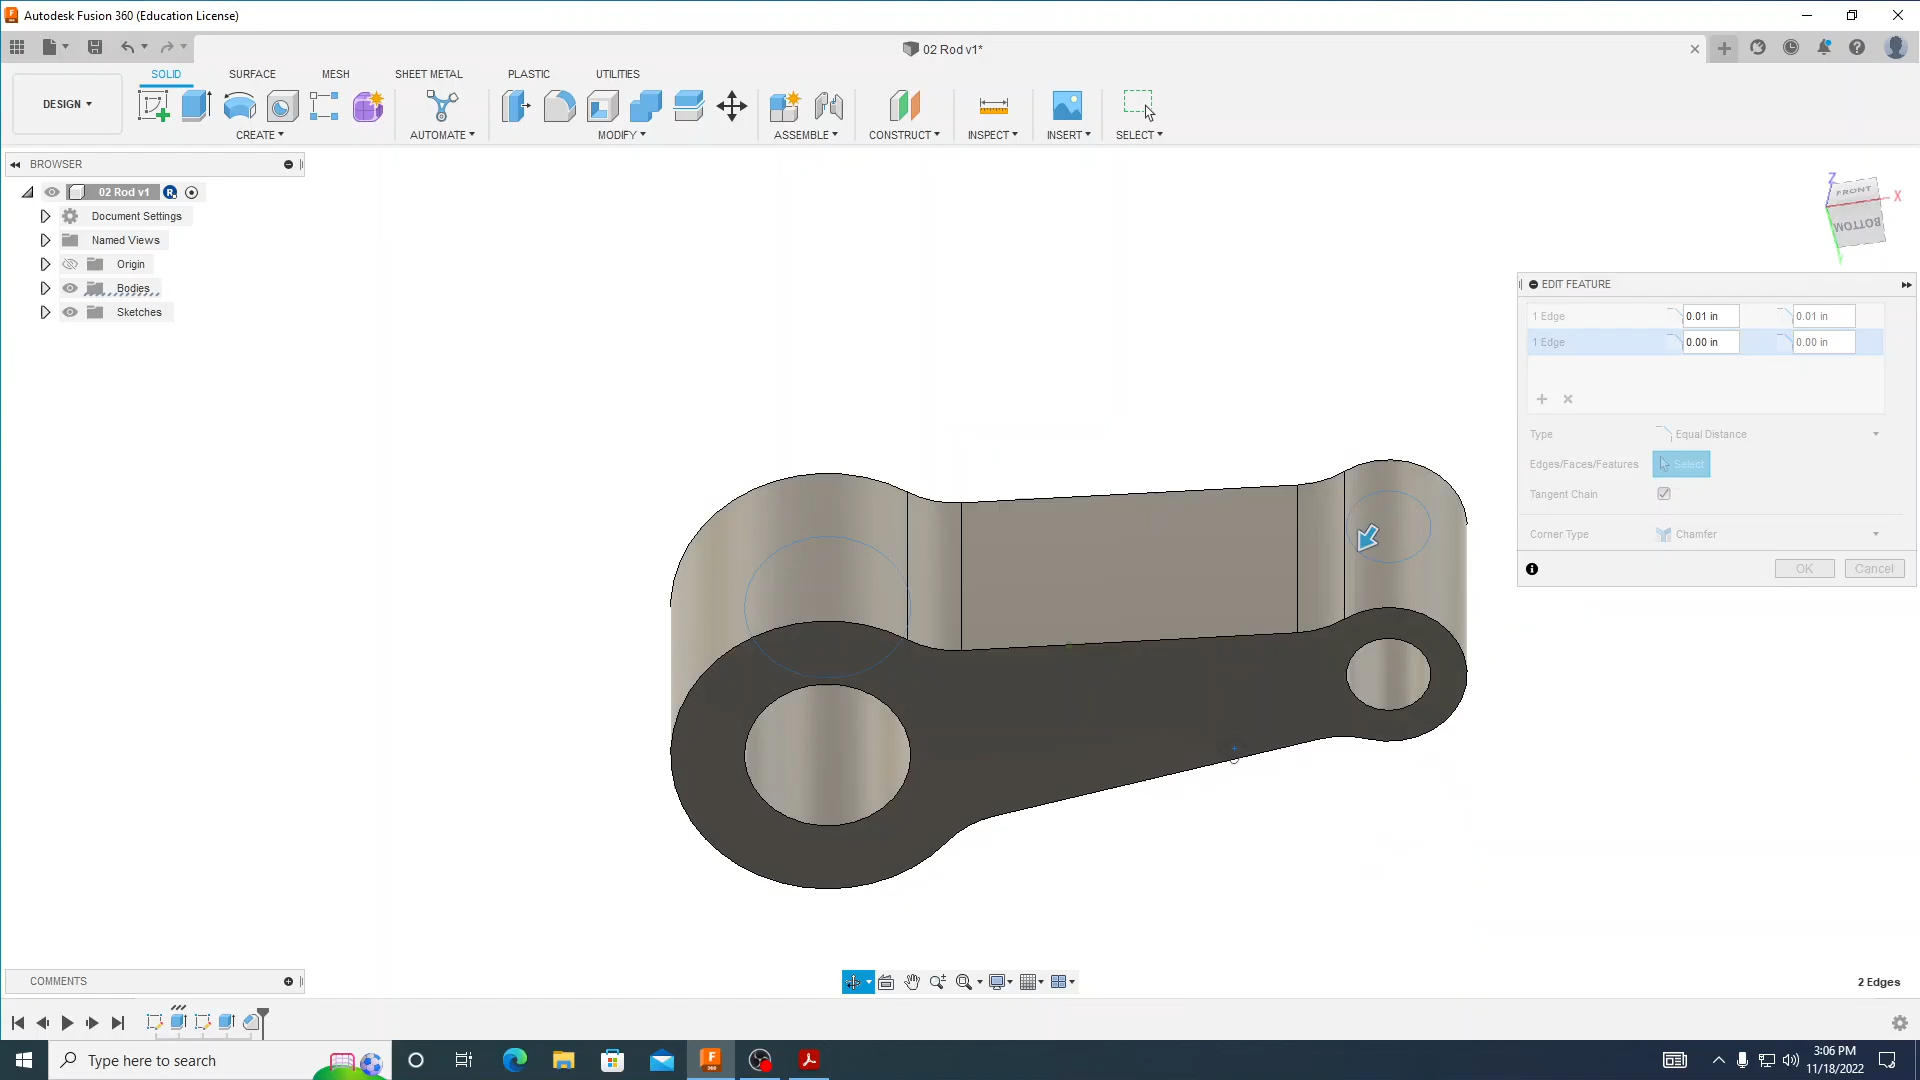 Autodesk Fusion 360 (Education License)
02 Rod v1*
SOLID SURFACE MESH SHEET METAL PLASTIC UTILITIES
DESIGN
CREATE AUTOMATE MODIFY ASSEMBLE CONSTRUCT INSPECT INSERT SELECT
BROWSER
02 Rod v1
Document Settings
Named Views
Origin
Bodies
Sketches
Z
FRONT
X
BOTTOM
Y
EDIT FEATURE
1 Edge 0.01 in 0.01 in
1 Edge 0.00 in 0.00 in
Type Equal Distance
Edges/Faces/Features Select
Tangent Chain
Corner Type Chamfer
OK Cancel
COMMENTS
2 Edges
Type here to search
3:06 PM
11/18/2022